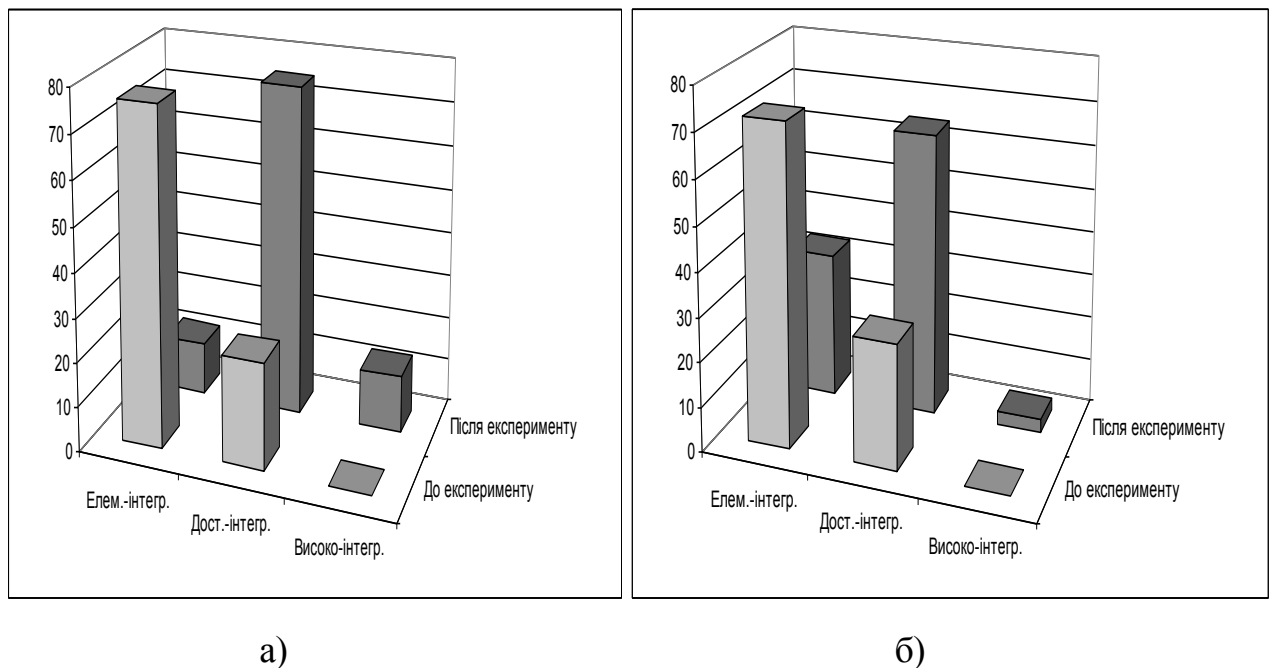 80
70
60
50
40
30
20
10
0
Елем.-інтегр.
Дост.-інтегр.
Високо-інтегр.
До експерименту
Після експерименту
а)
80
70
60
50
40
30
20
10
0
Елем.-інтегр.
Дост.-інтегр.
Високо-інтегр.
До експерименту
Після експерименту
б)